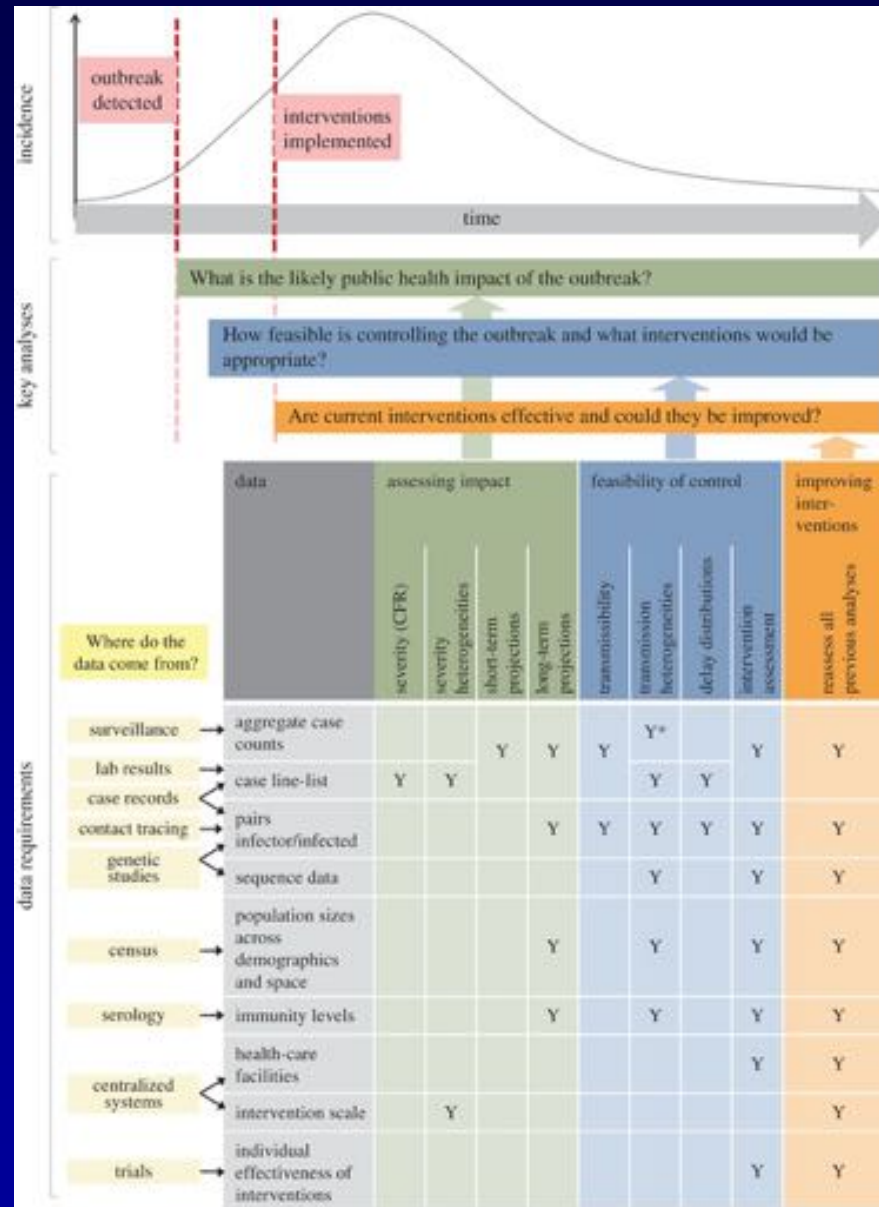 incidence
outbreak
detected
interventions
implemented
time
key analyses
What is the likely public health impact of the outbreak?
How feasible is controlling the outbreak and what interventions would be
appropriate?
Are current interventions effective and could they be improved?
data requirements
Where do the
data come from?
data
assessing impact
feasibility of control
improving
inter-
ventions
severity (CFR)
severity
heterogeneities
short-term
projections
long-term
projections
transmissibility
transmission
heterogeneities
delay distributions
intervention
assessment
reassess all
previous analyses
surveillance
aggregate case
counts
Y*
Y Y Y Y Y
lab results
case line-list
Y Y Y Y
case records
contact tracing
pairs
infector/infected
Y Y Y Y Y Y
genetic
studies
sequence data
Y Y Y
census
population sizes
across
demographics
and space
Y Y Y Y
serology
immunity levels
Y Y Y Y
centralized
systems
health-care
facilities
Y Y
intervention scale
Y Y
trials
individual
effectiveness of
interventions
Y Y